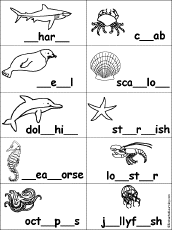 __har__
c__ab
__e__l
sca__lo__
dol__hi__
st__r__ish
__ea__orse
lo__st__r
oct__p__s
j__llyf__sh